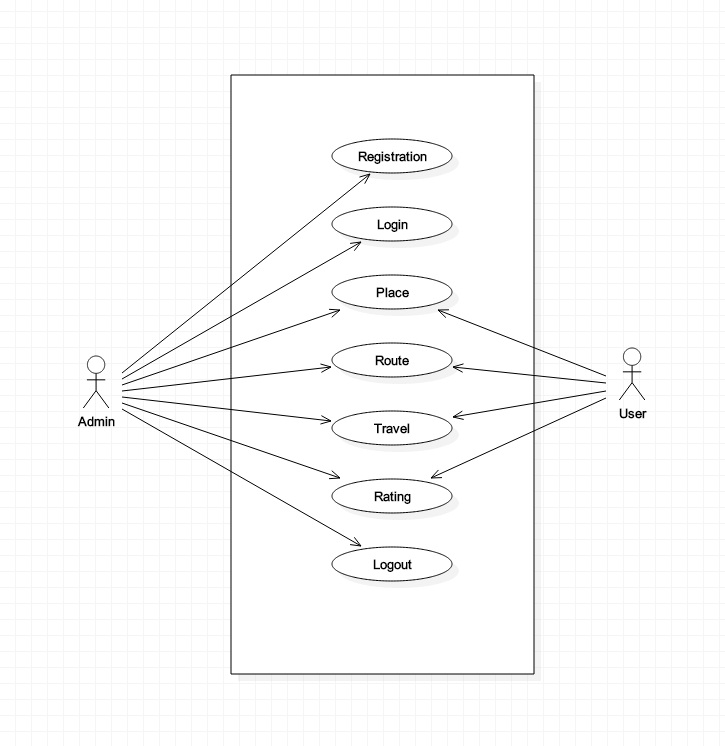 Registration
Login
Place
Route
Travel
Rating
Logout
Admin
User